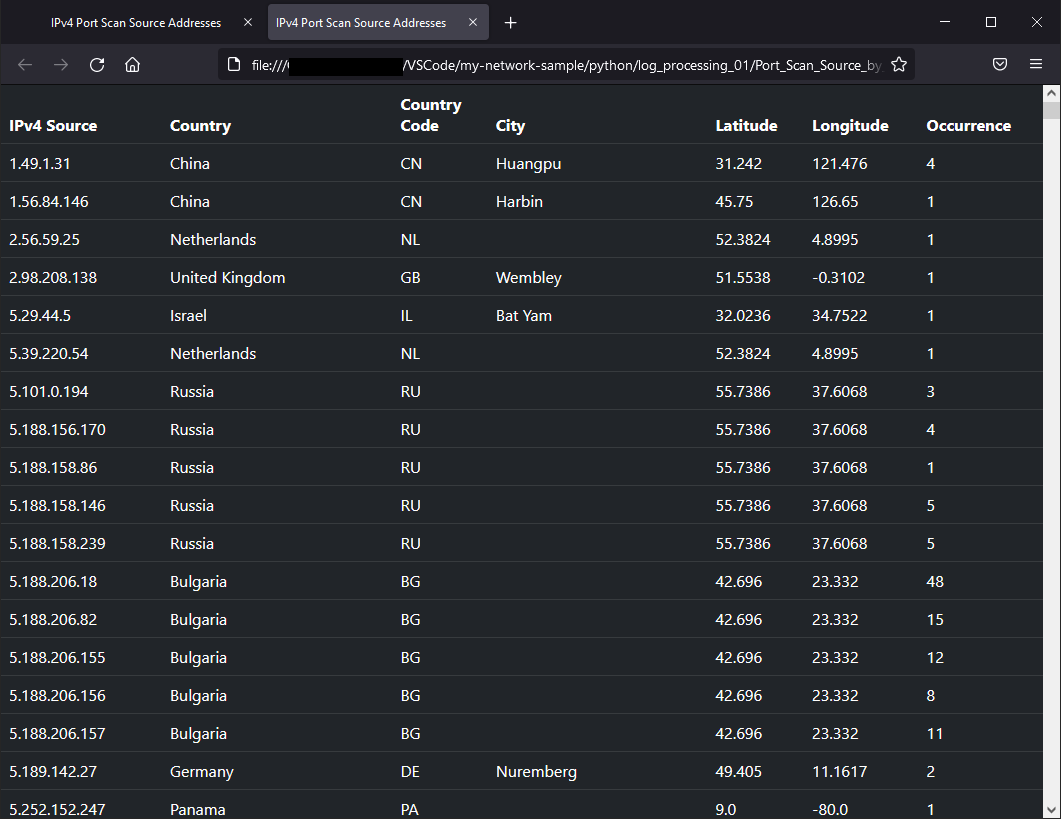 IPv4 Port Scan Source Addresses
IPv4 Port Scan Source Addresses
file:///
/VSCode/my-network-sample/python/log_processing_01/Port_Scan_Source_by
IPv4 Source Country Country Code City Latitude Longitude Occurrence
1.49.1.31 China CN Huangpu 31.242 121.476 4
1.56.84.146 China CN Harbin 45.75 126.65 1
2.56.59.25 Netherlands NL 52.3824 4.8995 1
2.98.208.138 United Kingdom GB Wembley 51.5538 -0.3102 1
5.29.44.5 Israel IL Bat Yam 32.0236 34.7522 1
5.39.220.54 Netherlands NL 52.3824 4.8995 1
5.101.0.194 Russia RU 55.7386 37.6068 3
5.188.156.170 Russia RU 55.7386 37.6068 4
5.188.158.86 Russia RU 55.7386 37.6068 1
5.188.158.146 Russia RU 55.7386 37.6068 5
5.188.158.239 Russia RU 55.7386 37.6068 5
5.188.206.18 Bulgaria BG 42.696 23.332 48
5.188.206.82 Bulgaria BG 42.696 23.332 15
5.188.206.155 Bulgaria BG 42.696 23.332 12
5.188.206.156 Bulgaria BG 42.696 23.332 8
5.188.206.157 Bulgaria BG 42.696 23.332 11
5.189.142.27 Germany DE Nuremberg 49.405 11.1617 2
5.252.152.247 Panama PA 9.0 -80.0 1